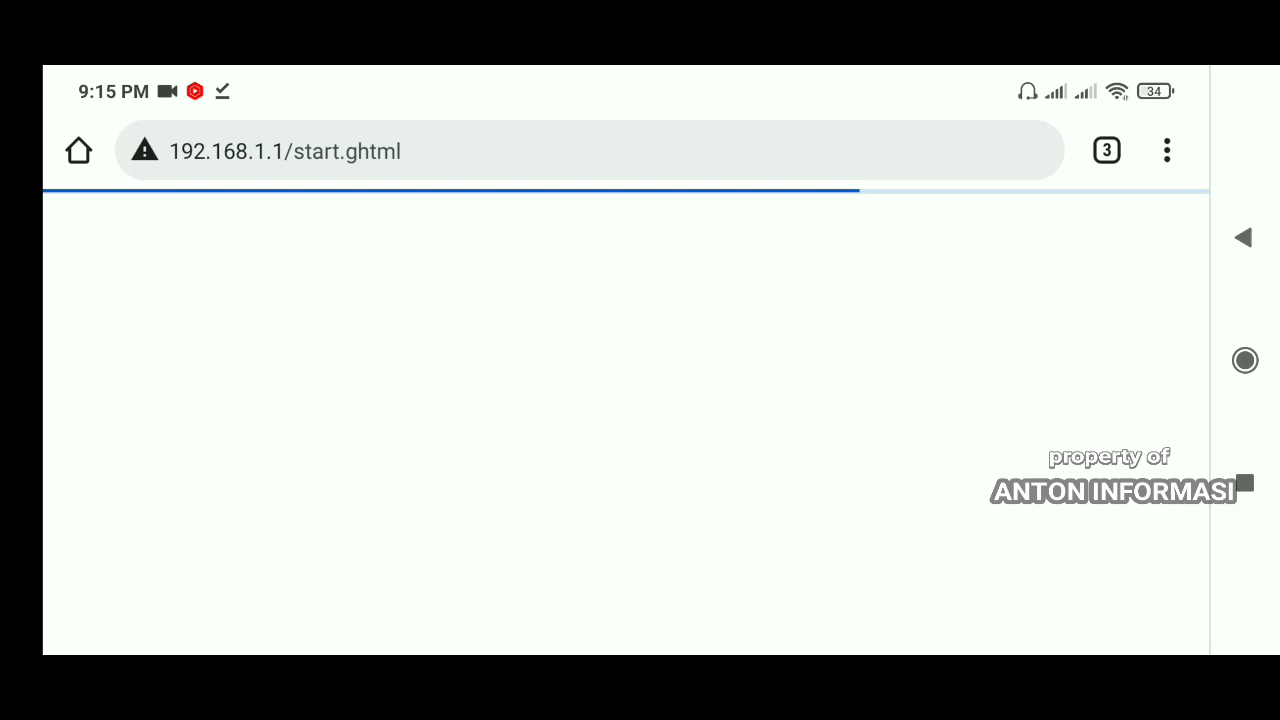 9:15 PM
34
192.168.1.1/start.ghtml
3
property of
ANTON INFORMASI